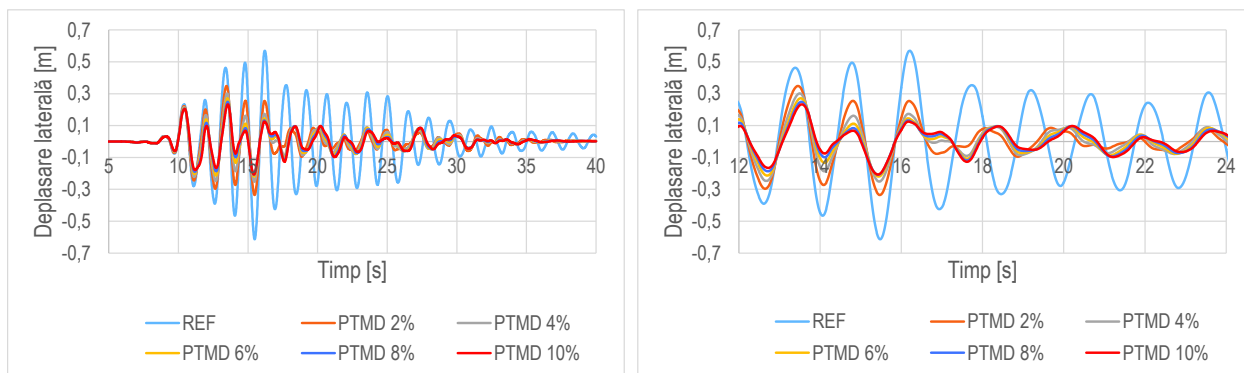 Deplasare laterală [m]
0,7
0,5
0,3
0,1
-0,1
-0,3
-0,5
-0,7
5 10 15 20 25 30 35 40
Timp [s]
REF PTMD 2% PTMD 4%
PTMD 6% PTMD 8% PTMD 10%
Deplasare laterală [m]
0,7
0,5
0,3
0,1
-0,1
-0,3
-0,5
-0,7
12 14 16 18 20 22 24
Timp [s]
REF PTMD 2% PTMD 4%
PTMD 6% PTMD 8% PTMD 10%